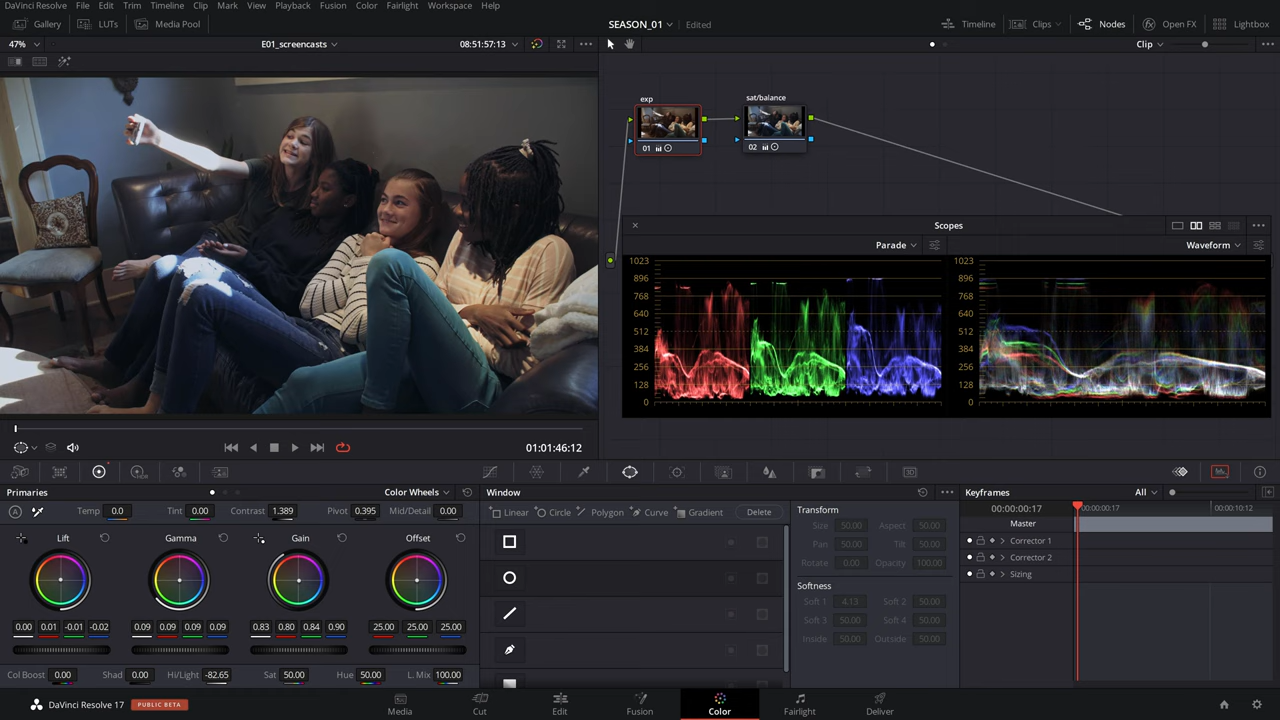 DaVinci Resolve File Edit Trim Timeline Clip Mark View Playback Fusion Color Fairlight Workspace Help
Gallery LUTs Media Pool SEASON_01 Edited Timeline Clips Nodes Open FX Lightbox
47% E01_screencasts 08:51:57:13 Clip
exp sat/balance
01 02
Scopes
Parade Waveform
1023 1023
896 896
768 768
640 640
512 512
384 384
256 256
128 128
0 0
01:01:46:12
Primaries Color Wheels Window Keyframes All
Temp 0.0 Tint 0.00 Contrast 1.389 Pivot 0.395 Mid/Detail 0.00
Linear Circle Polygon Curve Gradient Delete
Transform
Size 50.00 Aspect 50.00
Pan 50.00 Tilt 50.00
Rotate 0.00 Opacity 100.00
Softness
Soft 1 4.13 Soft 2 50.00
Soft 3 50.00 Soft 4 50.00
Inside 50.00 Outside 50.00
00:00:00:17 00:00:00:17 00:00:10:12
Master
Corrector 1
Corrector 2
Sizing
Lift Gamma Gain Offset
0.00 0.01 -0.01 -0.02 0.09 0.09 0.09 0.09 0.83 0.80 0.84 0.90 25.00 25.00 25.00
Col Boost 0.00 Shad 0.00 Hi/Light -82.65 Sat 50.00 Hue 50.00 L. Mix 100.00
DaVinci Resolve 17 PUBLIC BETA Media Cut Edit Fusion Color Fairlight Deliver